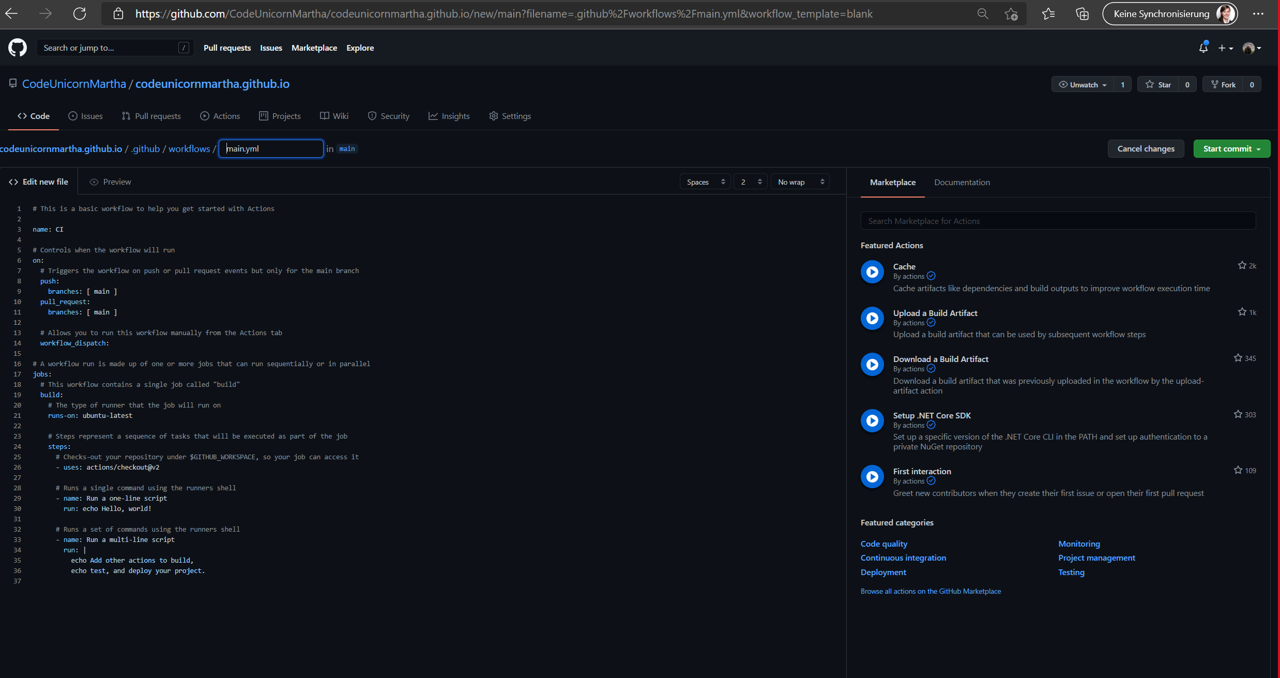 https://github.com/CodeUnicornMartha/codeunicornmartha.github.io/new/main?filename=.github%2Fworkflows%2Fmain.yml&workflow_template=blank
Keine Synchronisierung
Search or jump to...
/
Pull requests
Issues
Marketplace
Explore
CodeUnicornMartha / codeunicornmartha.github.io
Unwatch 1
Star 0
Fork 0
Code
Issues
Pull requests
Actions
Projects
Wiki
Security
Insights
Settings
codeunicornmartha.github.io / .github / workflows / main.yml in main
Cancel changes
Start commit
Edit new file
Preview
Spaces
2
No wrap
1 # This is a basic workflow to help you get started with Actions
2
3 name: CI
4
5 # Controls when the workflow will run
6 on:
7 # Triggers the workflow on push or pull request events but only for the main branch
8 push:
9 branches: [ main ]
10 pull_request:
11 branches: [ main ]
12
13 # Allows you to run this workflow manually from the Actions tab
14 workflow_dispatch:
15
16 # A workflow run is made up of one or more jobs that can run sequentially or in parallel
17 jobs:
18 # This workflow contains a single job called "build"
19 build:
20 # The type of runner that the job will run on
21 runs-on: ubuntu-latest
22
23 # Steps represent a sequence of tasks that will be executed as part of the job
24 steps:
25 # Checks-out your repository under $GITHUB_WORKSPACE, so your job can access it
26 - uses: actions/checkout@v2
27
28 # Runs a single command using the runners shell
29 - name: Run a one-line script
30 run: echo Hello, world!
31
32 # Runs a set of commands using the runners shell
33 - name: Run a multi-line script
34 run: |
35 echo Add other actions to build,
36 echo test, and deploy your project.
37
Marketplace
Documentation
Search Marketplace for Actions
Featured Actions
Cache
2k
By actions
Cache artifacts like dependencies and build outputs to improve workflow execution time
Upload a Build Artifact
1k
By actions
Upload a build artifact that can be used by subsequent workflow steps
Download a Build Artifact
345
By actions
Download a build artifact that was previously uploaded in the workflow by the upload-
artifact action
Setup .NET Core SDK
303
By actions
Set up a specific version of the .NET Core CLI in the PATH and set up authentication to a
private NuGet repository
First interaction
109
By actions
Greet new contributors when they create their first issue or open their first pull request
Featured categories
Code quality
Monitoring
Continuous integration
Project management
Deployment
Testing
Browse all actions on the GitHub Marketplace